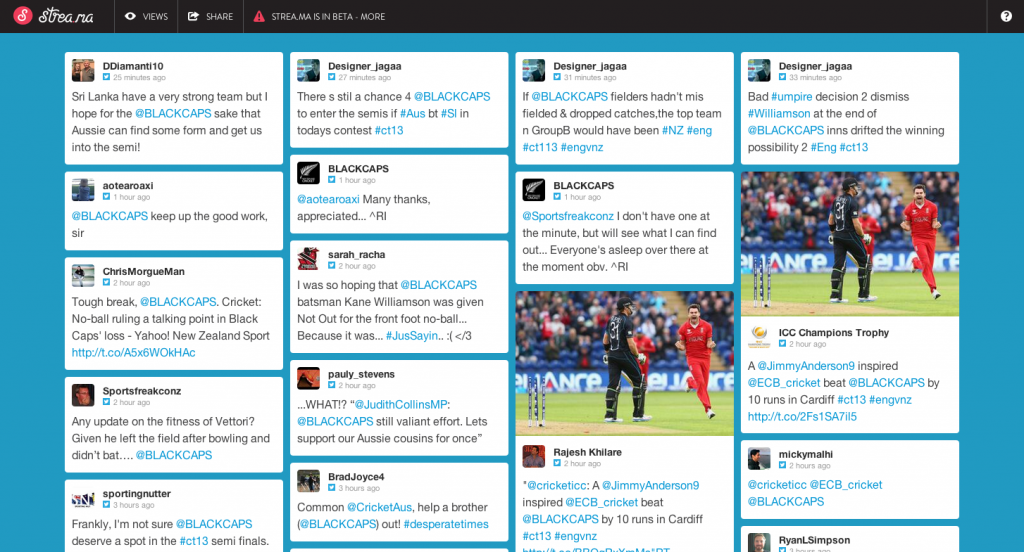 Strea.ma
VIEWS
SHARE
STREA.MA IS IN BETA - MORE
DDiamanti10
25 minutes ago
Sri Lanka have a very strong team but I
hope for the @BLACKCAPS sake that
Aussie can find some form and get us
into the semi!
aotearoaxi
1 hour ago
@BLACKCAPS keep up the good work,
sir
ChrisMorgueMan
2 hour ago
Tough break, @BLACKCAPS. Cricket:
No-ball ruling a talking point in Black
Caps' loss - Yahoo! New Zealand Sport
http://t.co/A5x6WOkHAc
Sportsfreakconz
2 hour ago
Any update on the fitness of Vettori?
Given he left the field after bowling and
didn't bat…. @BLACKCAPS
sportingnutter
3 hours ago
Frankly, I'm not sure @BLACKCAPS
deserve a spot in the #ct13 semi finals.
Designer_jagaa
27 minutes ago
There s stil a chance 4 @BLACKCAPS
to enter the semis if #Aus bt #Sl in
todays contest #ct13
BLACKCAPS
1 hour ago
@aotearoaxi Many thanks,
appreciated... ^RI
sarah_racha
2 hour ago
I was so hoping that @BLACKCAPS
batsman Kane Williamson was given
Not Out for the front foot no-ball...
Because it was... #JusSayin.. :( </3
pauly_stevens
2 hour ago
...WHAT!? “@JudithCollinsMP:
@BLACKCAPS still valiant effort. Lets
support our Aussie cousins for once”
BradJoyce4
3 hours ago
Common @CricketAus, help a brother
(@BLACKCAPS) out! #desperatetimes
Designer_jagaa
31 minutes ago
If @BLACKCAPS fielders hadn't mis
fielded & dropped catches,the top team
n GroupB would have been #NZ #eng
#ct113 #engvnz
BLACKCAPS
1 hour ago
@Sportsfreakconz I don't have one at
the minute, but will see what I can find
out... Everyone's asleep over there at
the moment obv. ^RI
Rajesh Khilare
2 hour ago
"@cricketicc: A @JimmyAnderson9
inspired @ECB_cricket beat
@BLACKCAPS by 10 runs in Cardiff
#ct13 #engvnz
Designer_jagaa
33 minutes ago
Bad #umpire decision 2 dismiss
#Williamson at the end of
@BLACKCAPS inns drifted the winning
possibility 2 #Eng #ct13
ICC Champions Trophy
2 hour ago
A @JimmyAnderson9 inspired
@ECB_cricket beat @BLACKCAPS by
10 runs in Cardiff #ct13 #engvnz
http://t.co/2Fs1SA7il5
mickymalhi
2 hours ago
@cricketicc @ECB_cricket
@BLACKCAPS
RyanLSimpson
3 hours ago